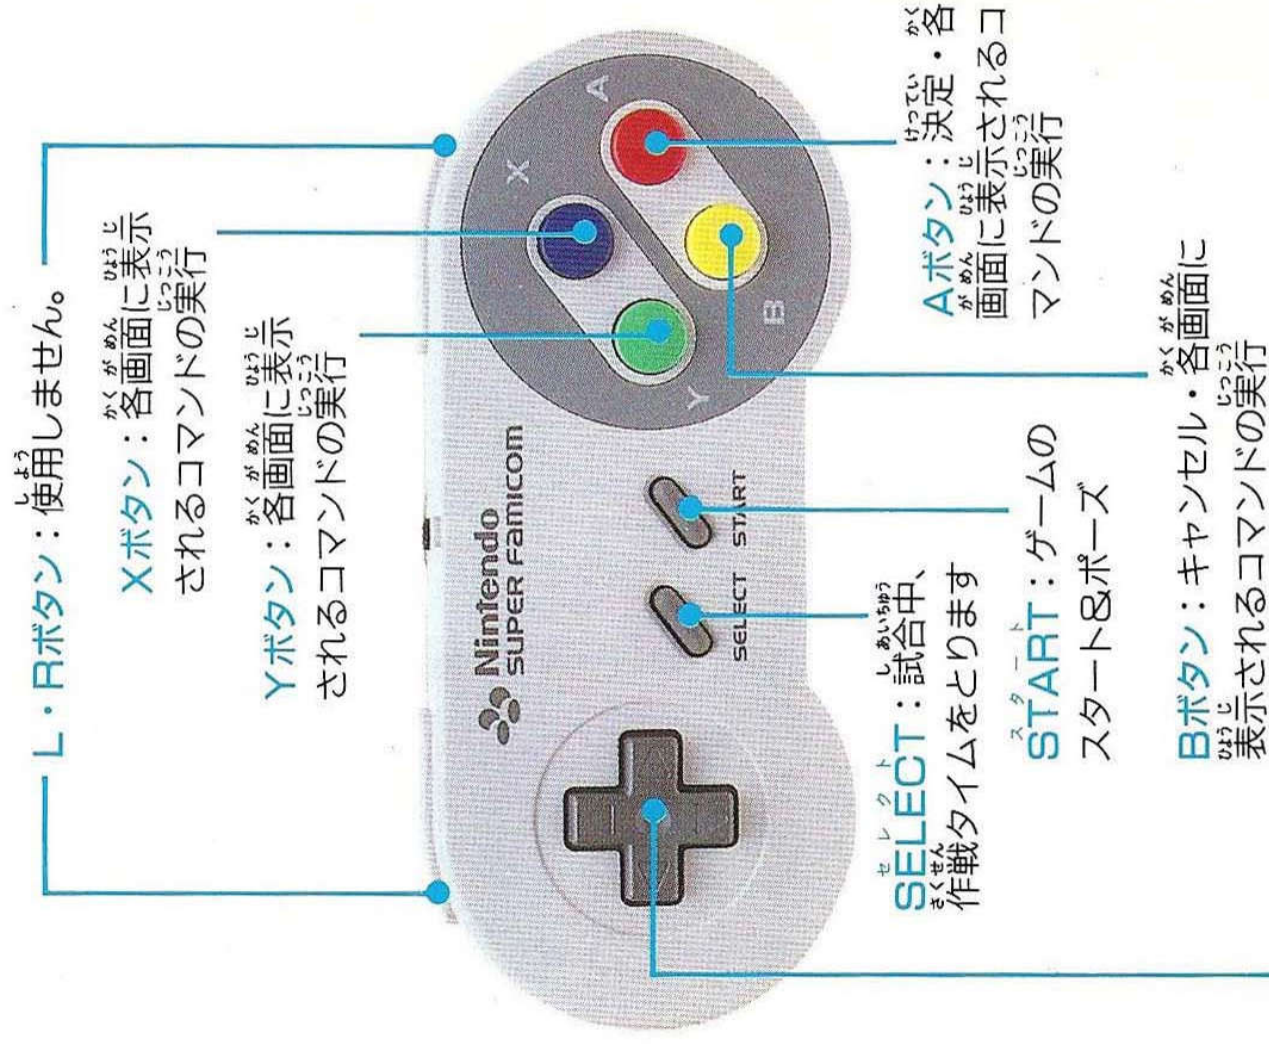 L・Rボタン：使用しません。
Xボタン：各画面に表示
されるコマンドの実行
Yボタン：各画面に表示
されるコマンドの実行
Nintendo
SUPER FAMICOM
X
A
Y
B
SELECT
START
Aボタン：決定・各
画面に表示されるコ
マンドの実行
SELECT：試合中、
作戦タイムをとります
START：ゲームの
スタート&ポーズ
Bボタン：キャンセル・各画面に
表示されるコマンドの実行